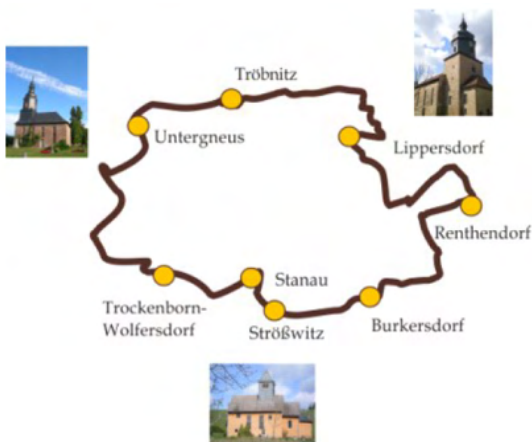 Tröbnitz
Untergneus
Lippersdorf
Renthendorf
Stanau
Trockenborn-
Wolfersdorf
Strößwitz
Burkersdorf